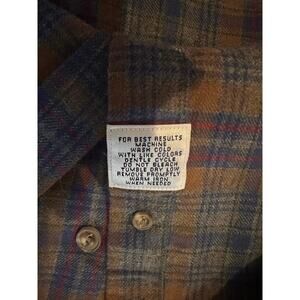 FOR BEST RESULTS
MACHINE
WASH COLD
WITH LIKE COLORS
GENTLE CYCLE
DO NOT BLEACH
TUMBLE DRY LOW
REMOVE PROMPTLY
WARM IRON
WHEN NEEDED